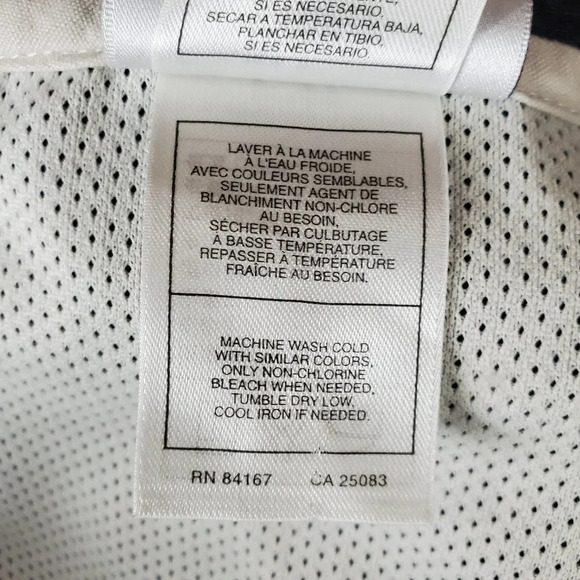 SI ES NECESARIO
SECAR A TEMPERATURA BAJA,
PLANCHAR EN TIBIO,
SI ES NECESARIO
LAVER À LA MACHINE
À L'EAU FROIDE,
AVEC COULEURS SEMBLABLES,
SEULEMENT AGENT DE
BLANCHIMENT NON-CHLORE
AU BESOIN,
SÉCHER PAR CULBUTAGE
À BASSE TEMPÉRATURE,
REPASSER À TEMPÉRATURE
FRAÎCHE AU BESOIN.
MACHINE WASH COLD
WITH SIMILAR COLORS,
ONLY NON-CHLORINE
BLEACH WHEN NEEDED,
TUMBLE DRY LOW,
COOL IRON IF NEEDED.
RN 84167 CA 25083